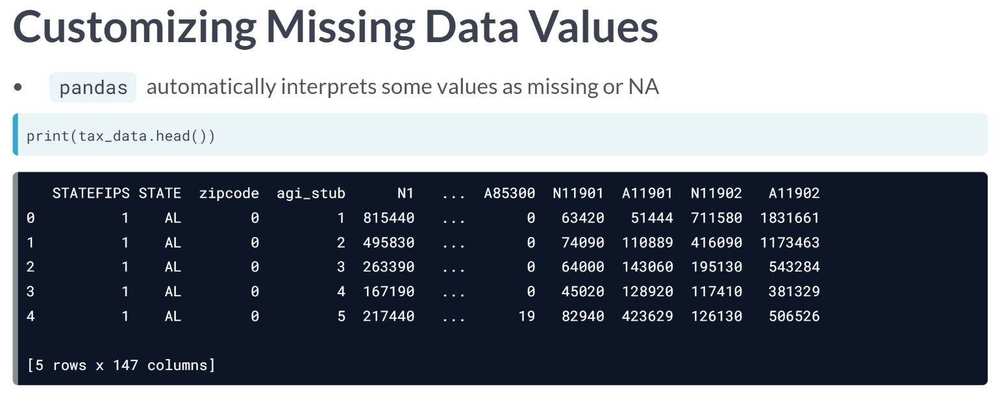 Customizing Missing Data Values
• pandas automatically interprets some values as missing or NA
print(tax_data.head())
   STATEFIPS STATE  zipcode  agi_stub      N1   ...  A85300  N11901  A11901  N11902   A11902
0          1    AL        0         1  815440   ...       0   63420   51444  711580  1831661
1          1    AL        0         2  495830   ...       0   74090  110889  416090  1173463
2          1    AL        0         3  263390   ...       0   64000  143060  195130   543284
3          1    AL        0         4  167190   ...       0   45020  128920  117410   381329
4          1    AL        0         5  217440   ...      19   82940  423629  126130   506526
[5 rows x 147 columns]